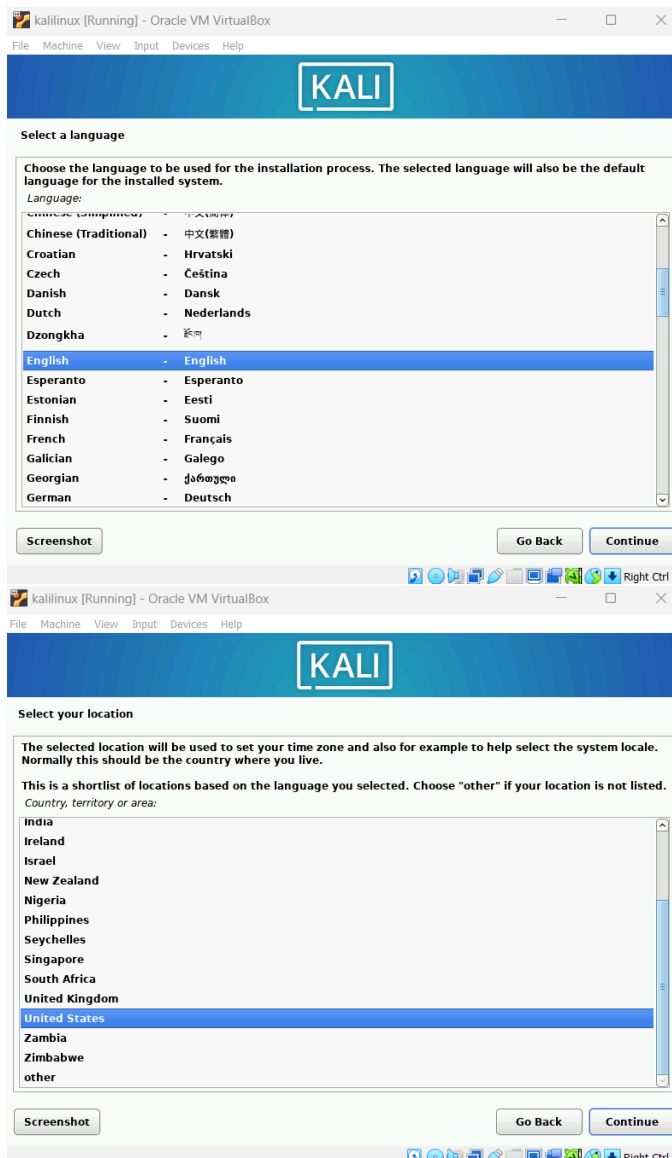 kalilinux [Running] - Oracle VM VirtualBox
File Machine View Input Devices Help
KALI
Select a language
Choose the language to be used for the installation process. The selected language will also be the default
language for the installed system.
Language:
Chinese (Simplified) - 中文(简体)
Chinese (Traditional) - 中文(繁體)
Croatian - Hrvatski
Czech - Čeština
Danish - Dansk
Dutch - Nederlands
Dzongkha - རྫོང་ཁ།
English - English
Esperanto - Esperanto
Estonian - Eesti
Finnish - Suomi
French - Français
Galician - Galego
Georgian - ქართული
German - Deutsch
Screenshot Go Back Continue
Right Ctrl
kalilinux [Running] - Oracle VM VirtualBox
File Machine View Input Devices Help
KALI
Select your location
The selected location will be used to set your time zone and also for example to help select the system locale.
Normally this should be the country where you live.
This is a shortlist of locations based on the language you selected. Choose "other" if your location is not listed.
Country, territory or area:
India
Ireland
Israel
New Zealand
Nigeria
Philippines
Seychelles
Singapore
South Africa
United Kingdom
United States
Zambia
Zimbabwe
other
Screenshot Go Back Continue
Right Ctrl